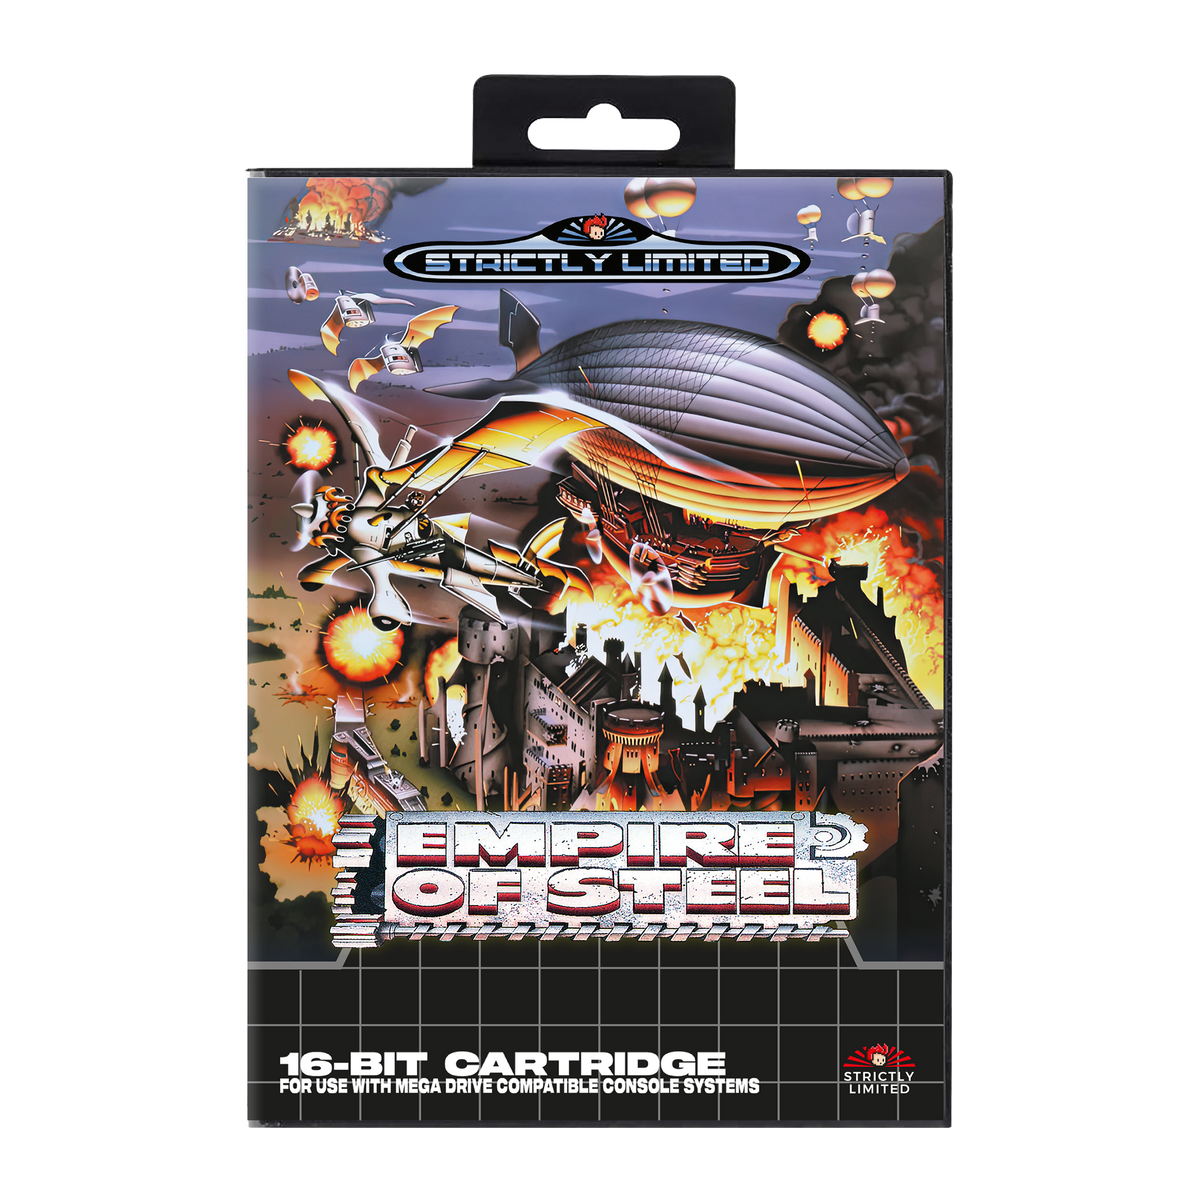 STRICTLY LIMITED
EMPIRE
OF STEEL
16-BIT CARTRIDGE
FOR USE WITH MEGA DRIVE COMPATIBLE CONSOLE SYSTEMS
STRICTLY
LIMITED